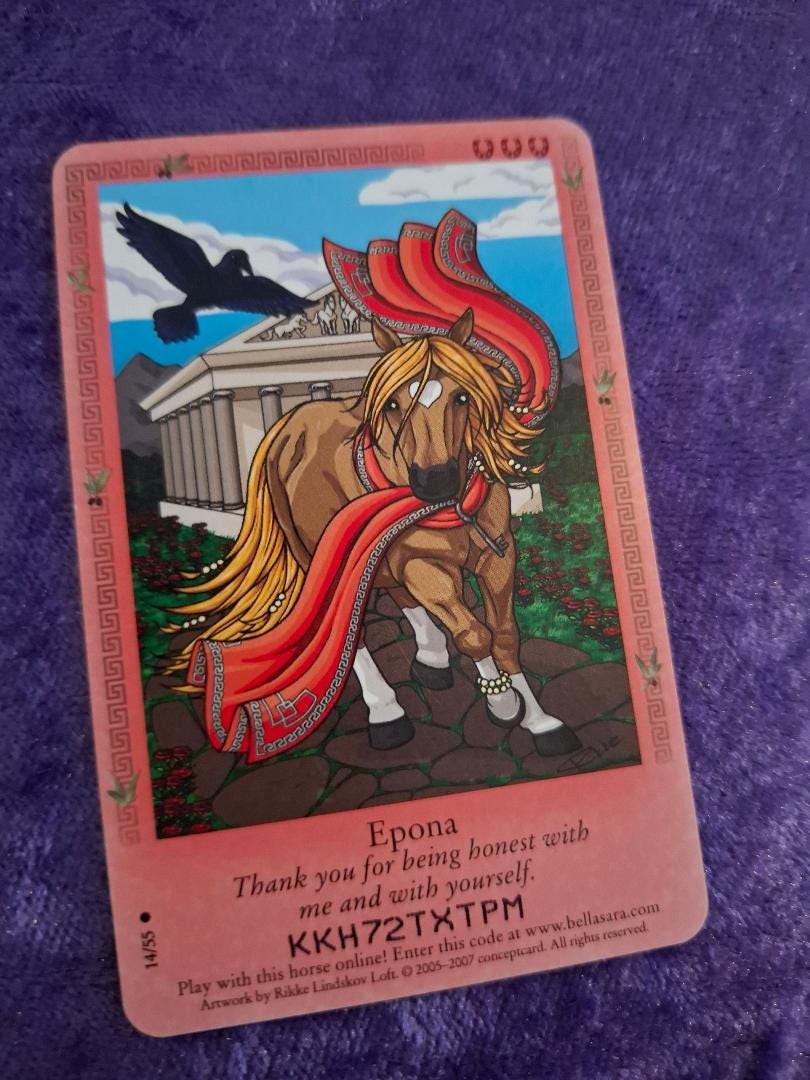 Epona
Thank you for being honest with
me and with yourself.
KKH72TXTPM
14/55
Play with this horse online! Enter this code at www.bellasara.com
Artwork by Rikke Lindskov Loft. © 2005–2007 conceptcard. All rights reserved.